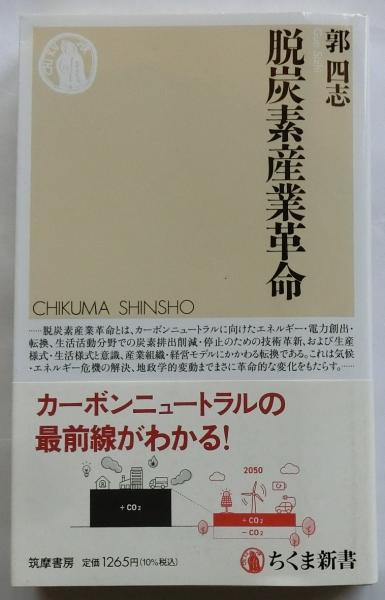 郭 四志
Guo Sizhi
脱炭素産業革命
CHIKUMA SHINSHO
……脱炭素産業革命とは、カーボンニュートラルに向けたエネルギー・電力創出・
転換、生活活動分野での炭素排出削減・停止のための技術革新、および生産
様式・生活様式と意識、産業組織・経営モデルにかかわる転換である。これは気候
・エネルギー危機の解決、地政学的変動までまさに革命的な変化をもたらす。……
カーボンニュートラルの
最前線がわかる!
2050
+ CO2
+ CO2
− CO2
筑摩書房 定価1265円(10%税込)
ちくま新書